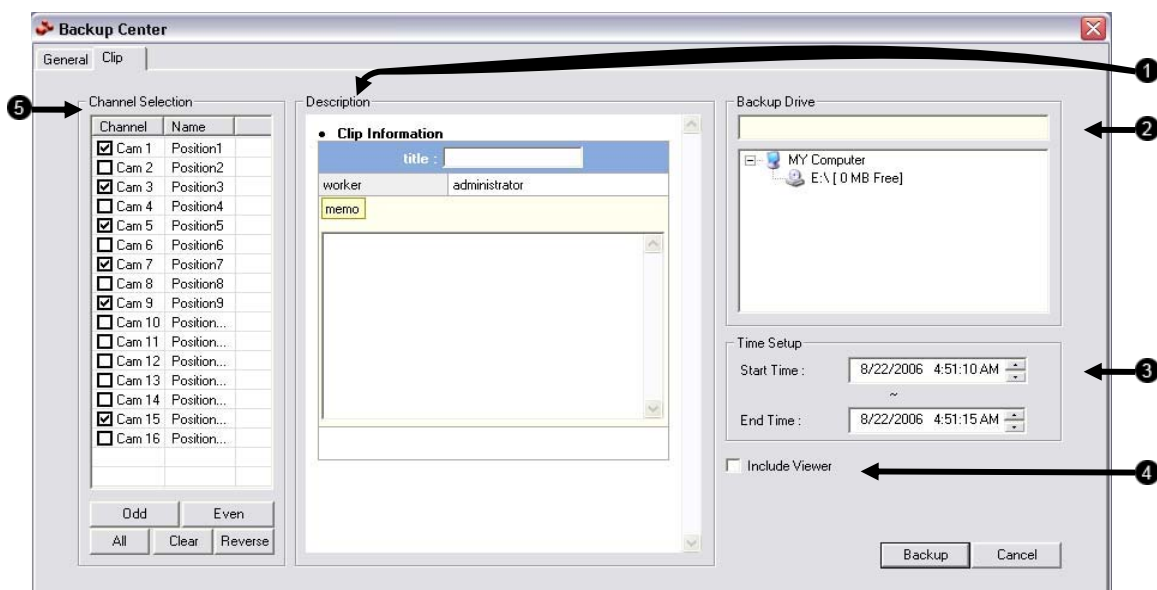 Backup Center
General Clip
Channel Selection
Channel Name
Cam 1 Position1
Cam 2 Position2
Cam 3 Position3
Cam 4 Position4
Cam 5 Position5
Cam 6 Position6
Cam 7 Position7
Cam 8 Position8
Cam 9 Position9
Cam 10 Position...
Cam 11 Position...
Cam 12 Position...
Cam 13 Position...
Cam 14 Position...
Cam 15 Position...
Cam 16 Position...
Odd Even
All Clear Reverse
5
Description
• Clip Information
title :
worker administrator
memo
1
Backup Drive
2
MY Computer
E:\ [ 0 MB Free]
Time Setup
Start Time : 8/22/2006 4:51:10 AM
3
~
End Time : 8/22/2006 4:51:15 AM
Include Viewer
4
Backup Cancel